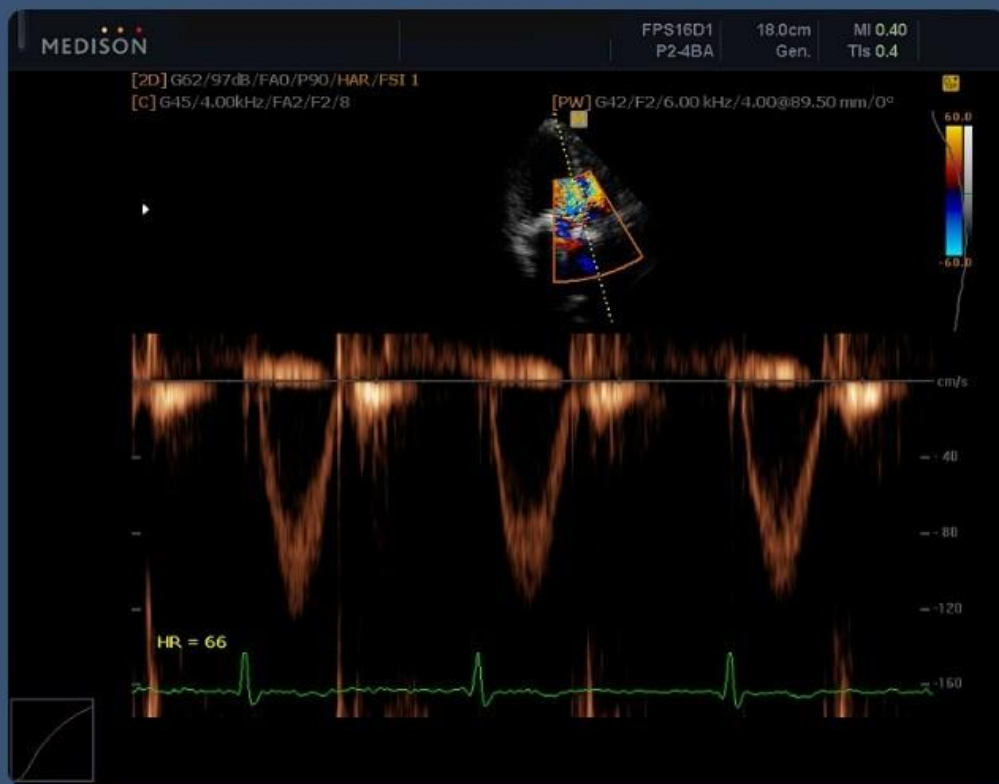 MEDISON
FPS16D1 18.0cm MI 0.40
P2-4BA Gen. TIs 0.4
[2D] G62/97dB/FA0/P90/HAR/FSI 1
[C] G45/4.00kHz/FA2/F2/8
[PW] G42/F2/6.00 kHz/4.00@89.50 mm/0°
M
60.0
-60.0
cm/s
- 40
- 80
-120
HR = 66
-160